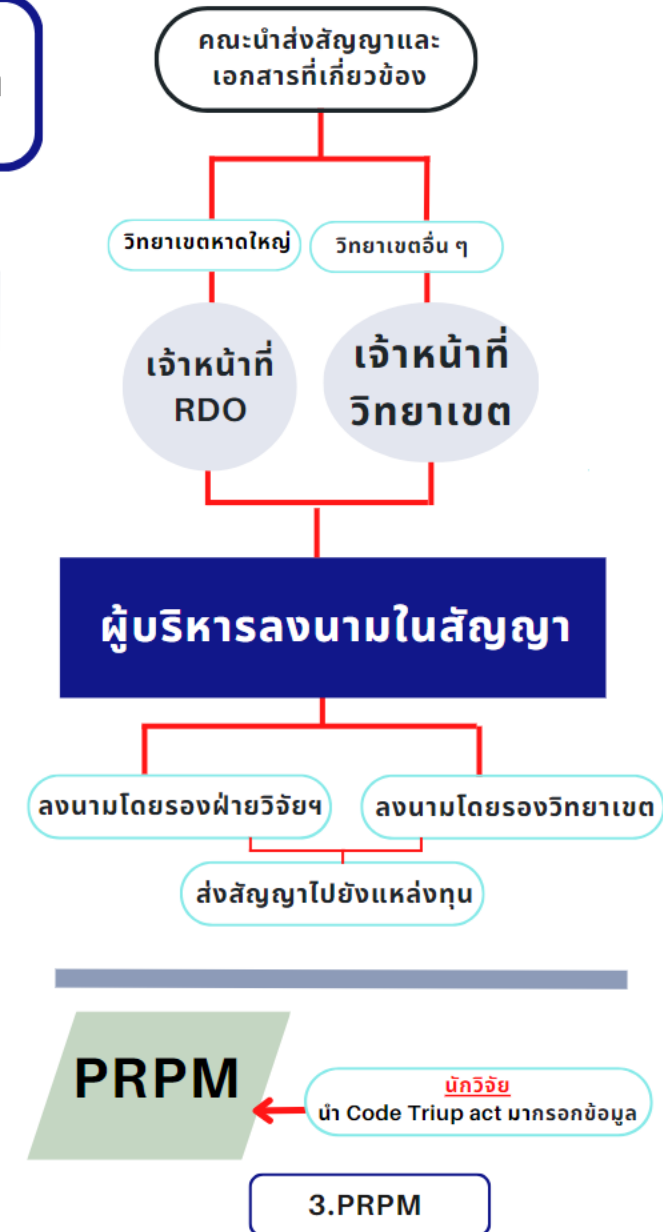 คณะนำส่งสัญญาและ
เอกสารที่เกี่ยวข้อง
วิทยาเขตหาดใหญ่
วิทยาเขตอื่น ๆ
เจ้าหน้าที่
RDO
เจ้าหน้าที่
วิทยาเขต
ผู้บริหารลงนามในสัญญา
ลงนามโดยรองฝ่ายวิจัยฯ
ลงนามโดยรองวิทยาเขต
ส่งสัญญาไปยังแหล่งทุน
PRPM
นักวิจัย
นำ Code Triup act มากรอกข้อมูล
3.PRPM